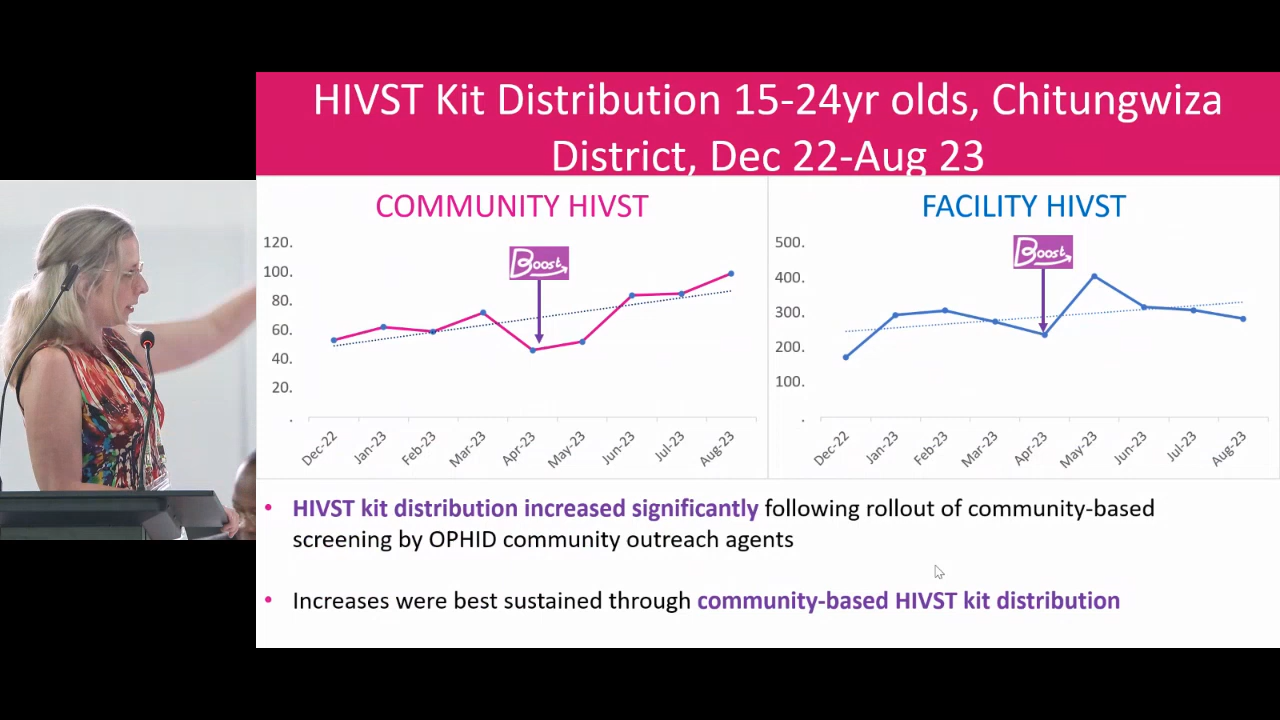 HIVST Kit Distribution 15-24yr olds, Chitungwiza
District, Dec 22-Aug 23
COMMUNITY HIVST
120.
100.
80.
60.
40.
20.
.
Boost
Dec-22
Jan-23
Feb-23
Mar-23
Apr-23
May-23
Jun-23
Jul-23
Aug-23
FACILITY HIVST
500.
400.
300.
200.
100.
.
Boost
Dec-22
Jan-23
Feb-23
Mar-23
Apr-23
May-23
Jun-23
Jul-23
Aug-23
• HIVST kit distribution increased significantly following rollout of community-based
screening by OPHID community outreach agents
• Increases were best sustained through community-based HIVST kit distribution